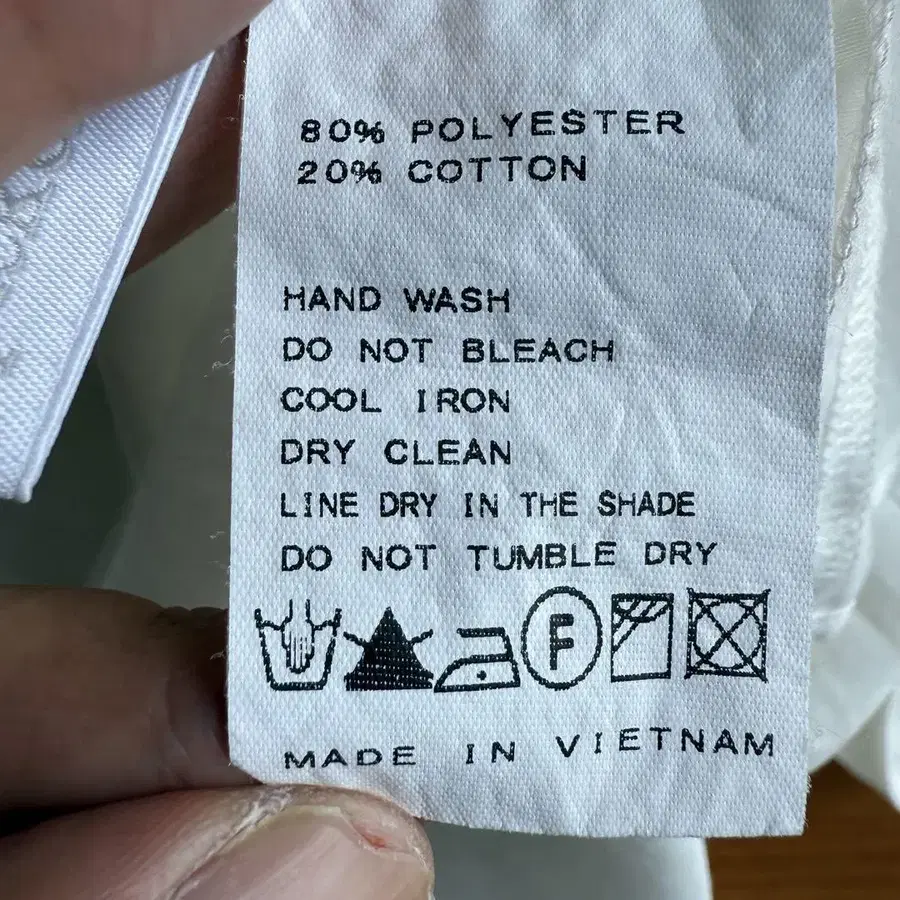 80% POLYESTER
20% COTTON
HAND WASH
DO NOT BLEACH
COOL IRON
DRY CLEAN
LINE DRY IN THE SHADE
DO NOT TUMBLE DRY
F
MADE IN VIETNAM